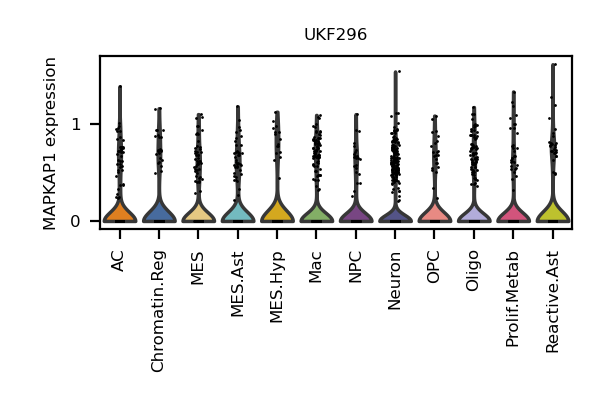 UKF296
MAPKAP1 expression
1
0
AC
Chromatin.Reg
MES
MES.Ast
MES.Hyp
Mac
NPC
Neuron
OPC
Oligo
Prolif.Metab
Reactive.Ast